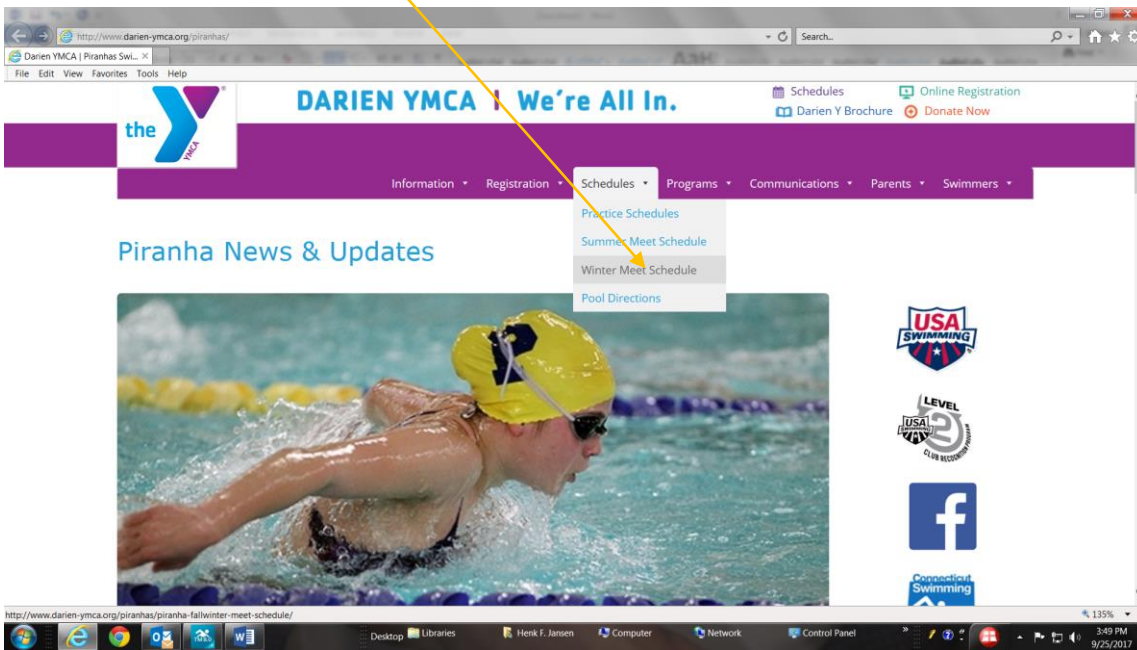 http://www.darien-ymca.org/piranhas/
Search...
Darien YMCA | Piranhas Swi...
File Edit View Favorites Tools Help
the
YMCA
DARIEN YMCA | We're All In.
Schedules
Online Registration
Darien Y Brochure
Donate Now
Information
Registration
Schedules
Programs
Communications
Parents
Swimmers
Practice Schedules
Summer Meet Schedule
Winter Meet Schedule
Pool Directions
Piranha News & Updates
P
USA
SWIMMING
LEVEL
2
USA
SWIMMING
CLUB RECOGNITION PROGRAM
f
Connecticut
Swimming
http://www.darien-ymca.org/piranhas/piranha-fallwinter-meet-schedule/
135%
Desktop
Libraries
Henk F. Jansen
Computer
Network
Control Panel
3:49 PM
9/25/2017